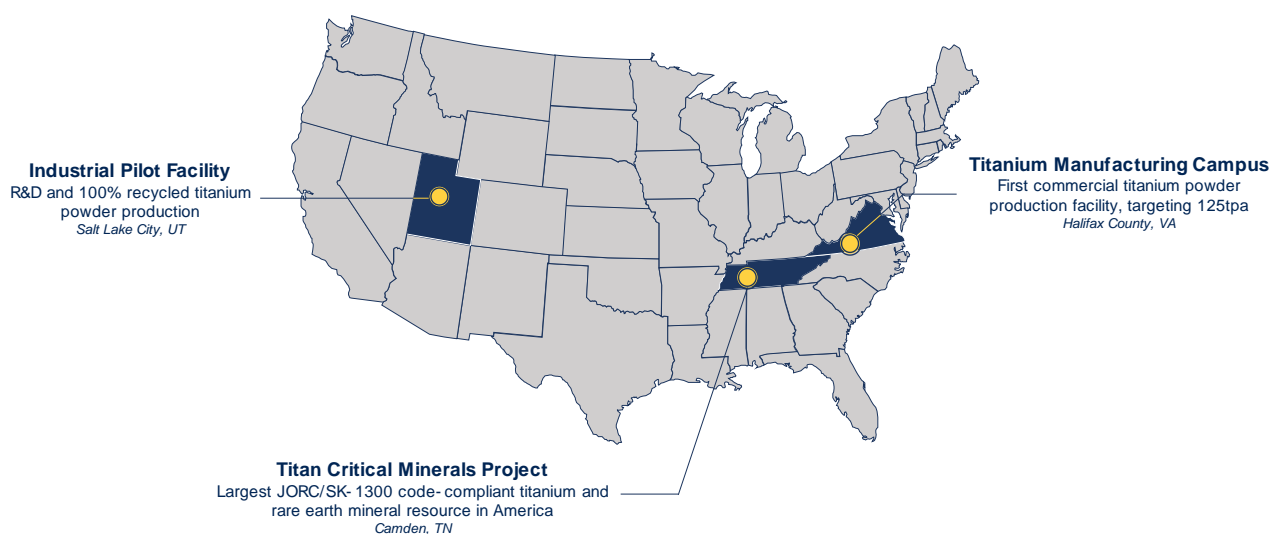 Industrial Pilot Facility
R&D and 100% recycled titanium
powder production
Salt Lake City, UT
Titanium Manufacturing Campus
First commercial titanium powder
production facility, targeting 125tpa
Halifax County, VA
Titan Critical Minerals Project
Largest JORC/SK- 1300 code- compliant titanium and
rare earth mineral resource in America
Camden, TN